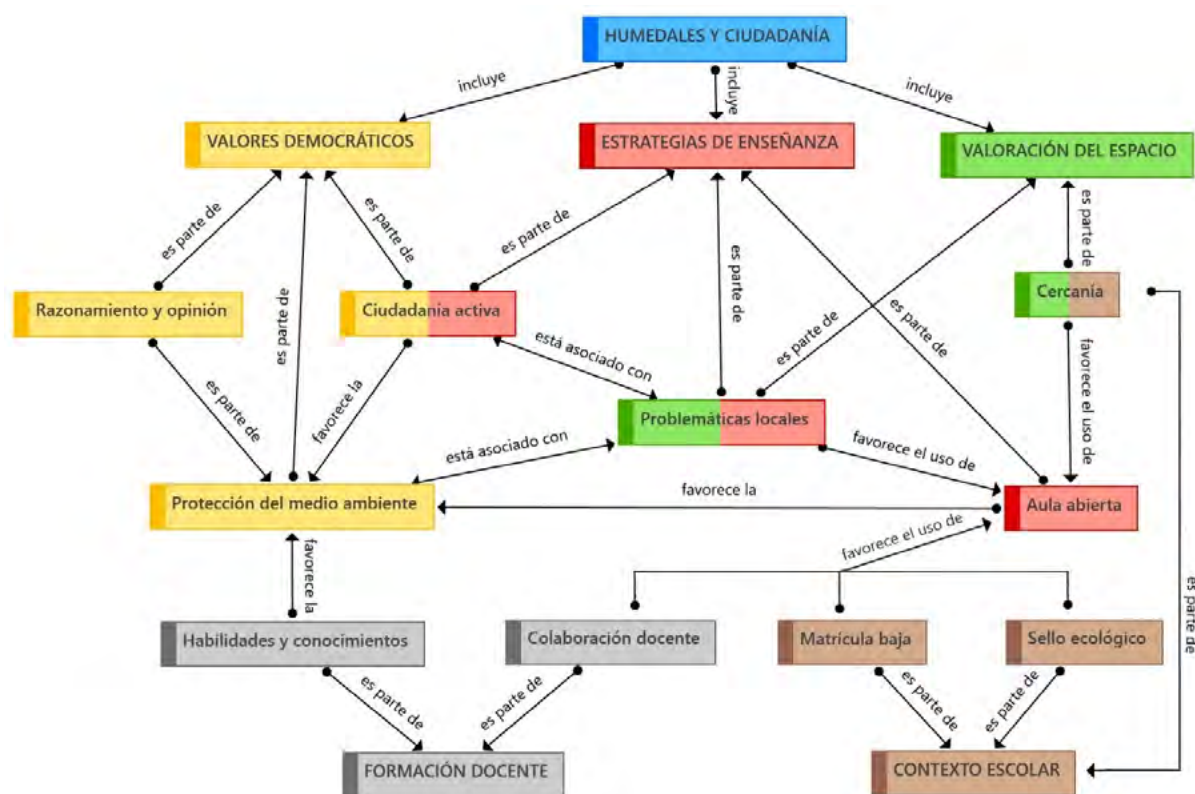 HUMEDALES Y CIUDADANÍA
incluye
incluye
incluye
VALORES DEMOCRÁTICOS
ESTRATEGIAS DE ENSEÑANZA
VALORACIÓN DEL ESPACIO
es parte de
es parte de
es parte de
es parte de
es parte de
es parte de
es parte de
es parte de
Razonamiento y opinión
Ciudadanía activa
Cercanía
es parte de
favorece la
está asociado con
favorece el uso de
Problemáticas locales
está asociado con
favorece el uso de
Protección del medio ambiente
favorece la
Aula abierta
favorece la
favorece el uso de
es parte de
Habilidades y conocimientos
Colaboración docente
Matrícula baja
Sello ecológico
es parte de
es parte de
es parte de
es parte de
FORMACIÓN DOCENTE
CONTEXTO ESCOLAR